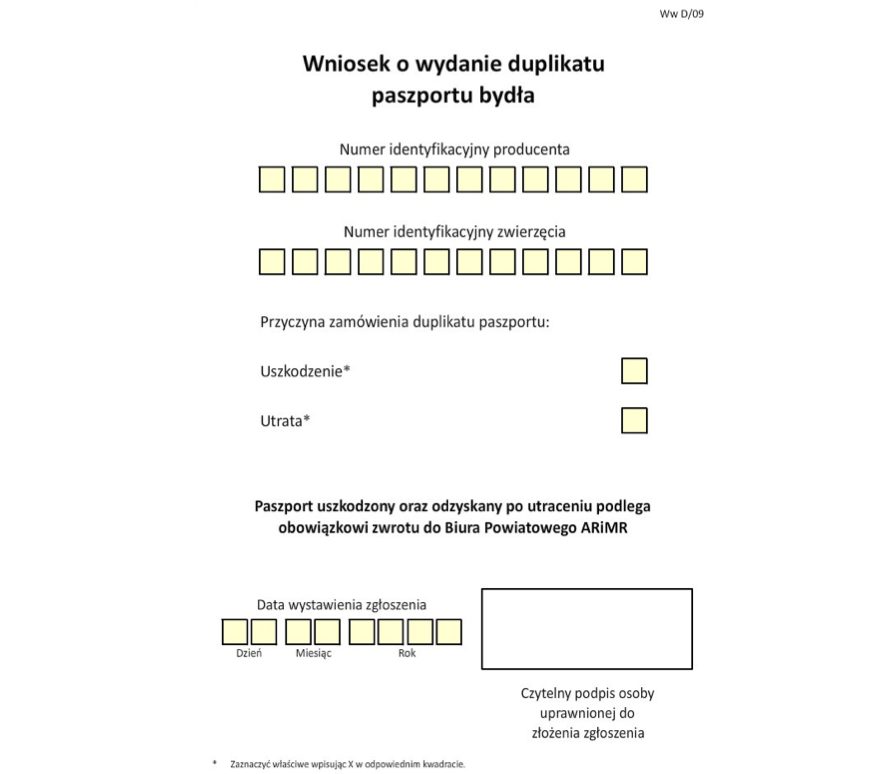 Ww D/09
Wniosek o wydanie duplikatu
paszportu bydła
Numer identyfikacyjny producenta
Numer identyfikacyjny zwierzęcia
Przyczyna zamówienia duplikatu paszportu:
Uszkodzenie*
Utrata*
Paszport uszkodzony oraz odzyskany po utraceniu podlega
obowiązkowi zwrotu do Biura Powiatowego ARiMR
Data wystawienia zgłoszenia
Dzień Miesiąc Rok
Czytelny podpis osoby
uprawnionej do
złożenia zgłoszenia
* Zaznaczyć właściwe wpisując X w odpowiednim kwadracie.